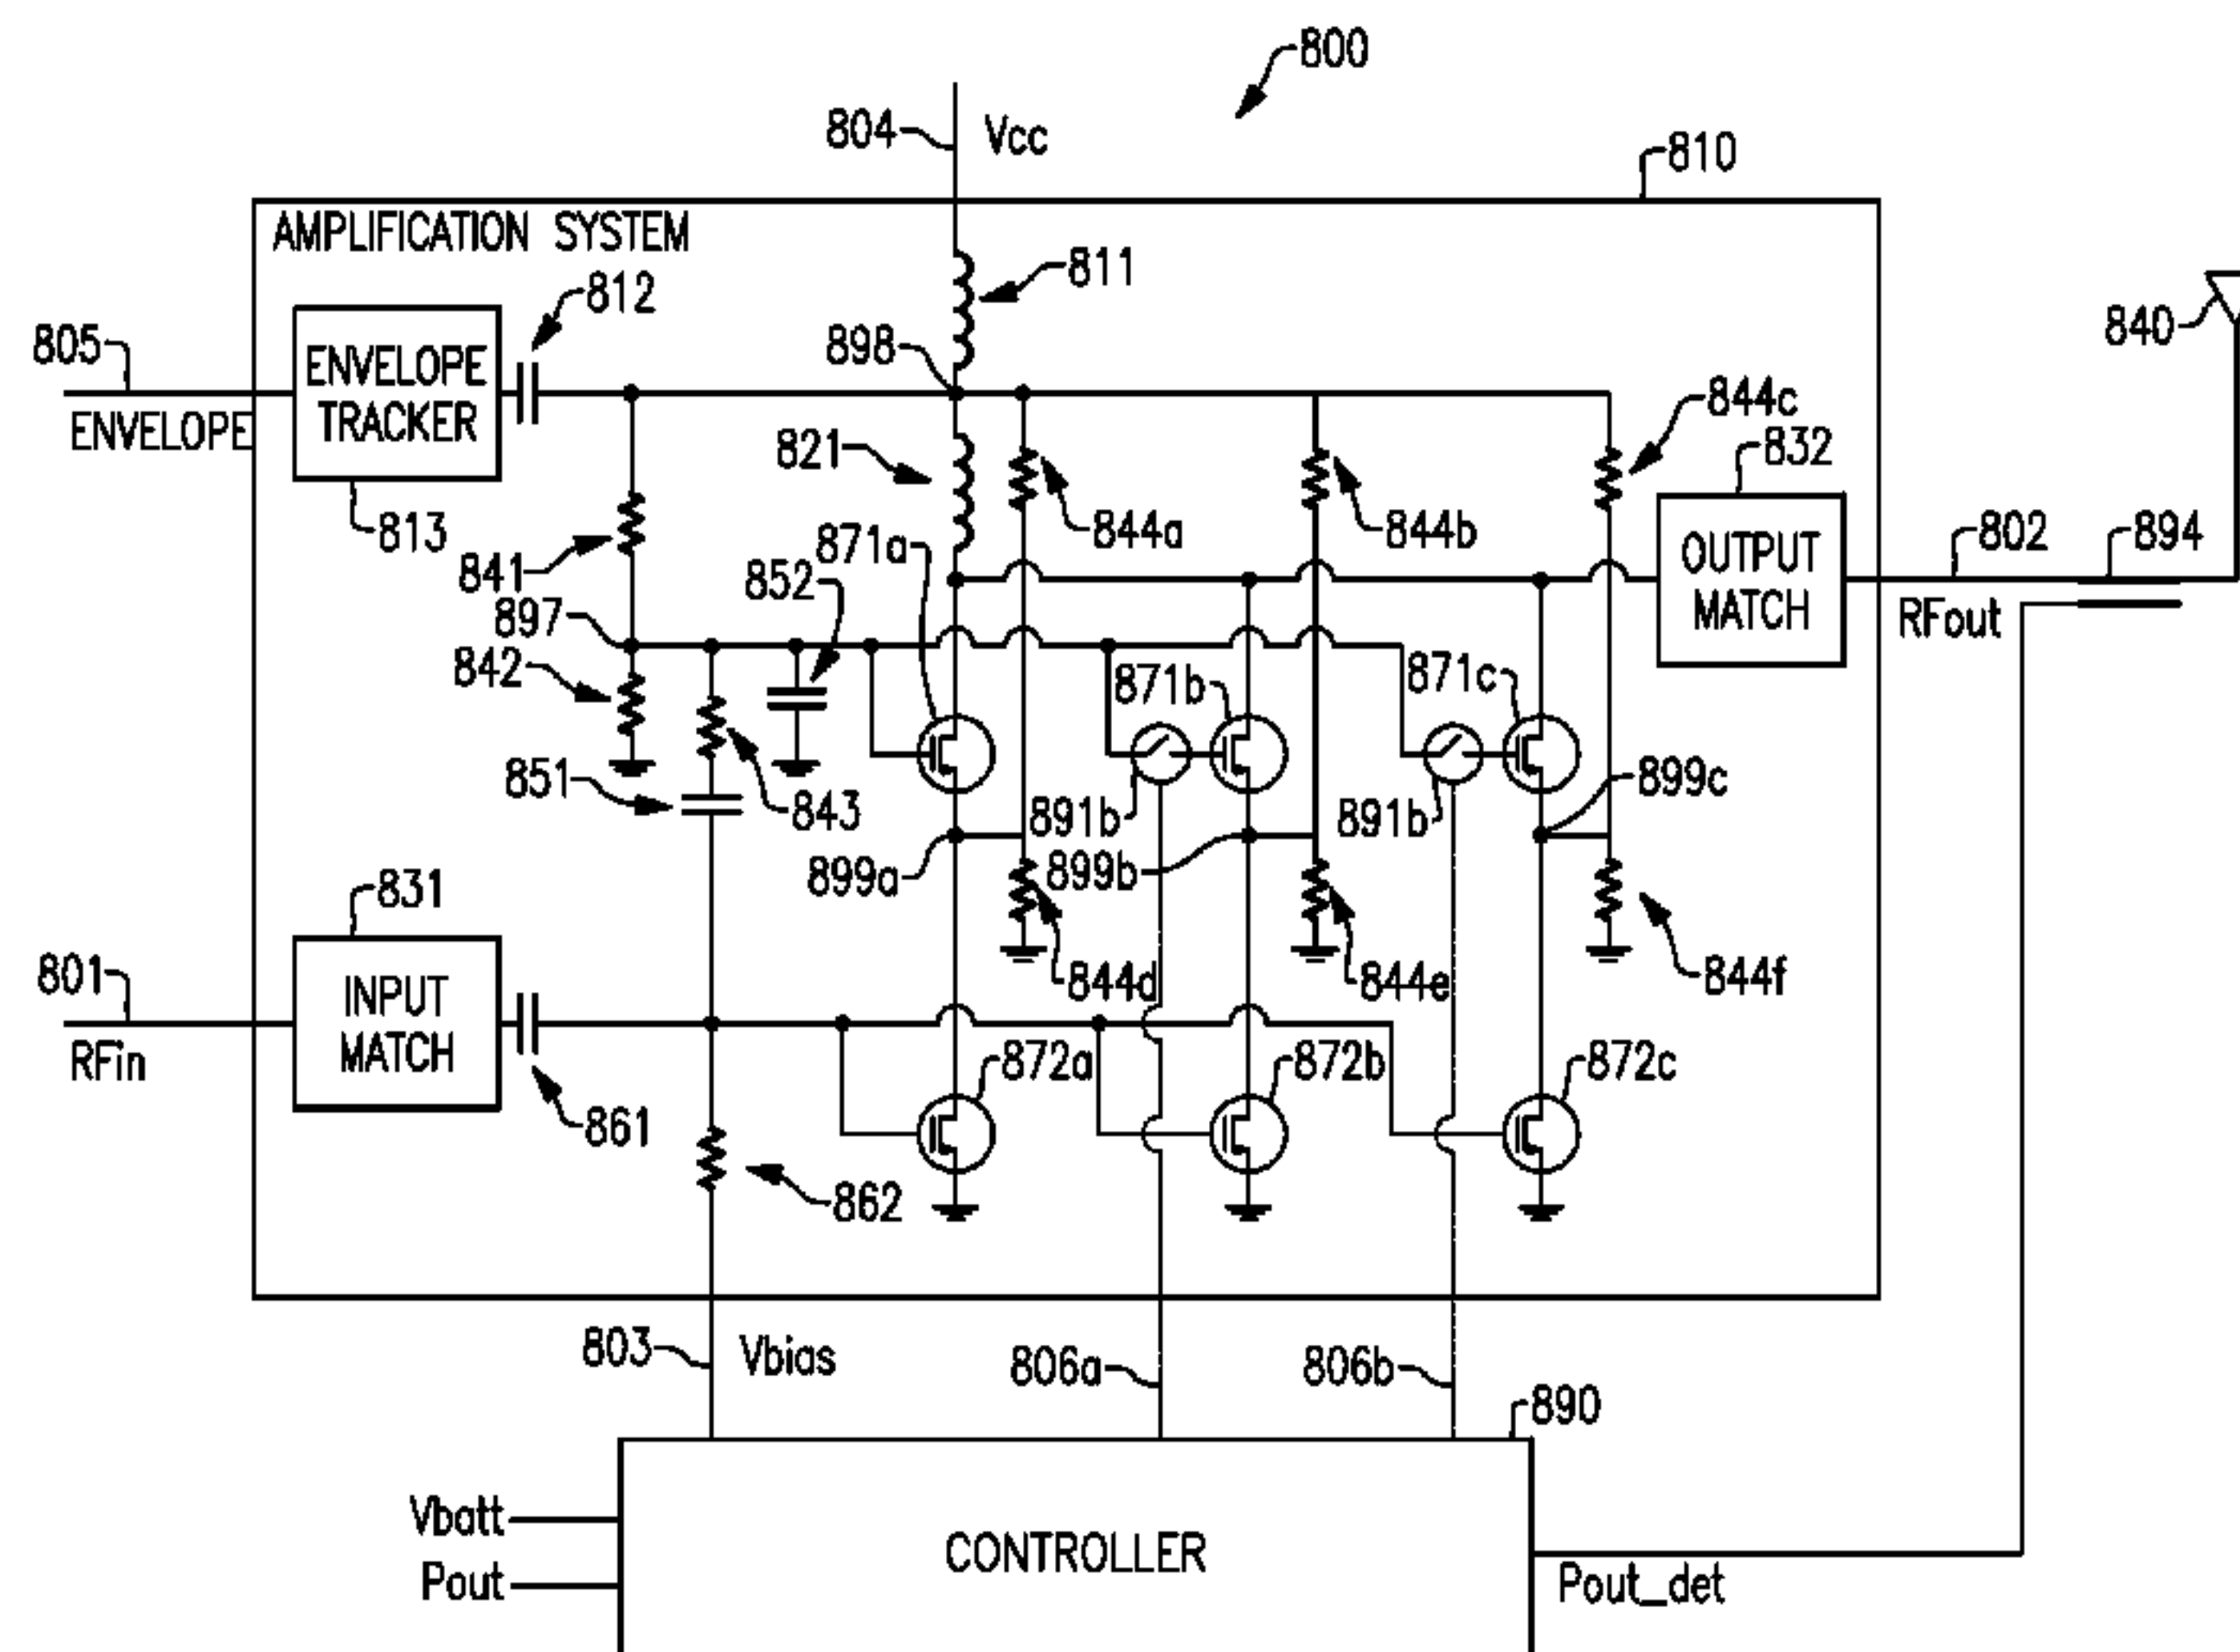 800
804
Vcc
810
AMPLIFICATION SYSTEM
811
812
805
ENVELOPE
TRACKER
ENVELOPE
898
840
844c
832
821
813
871a
844a
844b
OUTPUT
MATCH
802
894
841
852
897
RFout
842
871b
871c
851
843
891b
891b
899c
899a
899b
831
801
INPUT
MATCH
RFin
844d
844e
844f
872a
872b
872c
861
862
803
Vbias
806a
806b
890
Vbatt
Pout
CONTROLLER
Pout_det